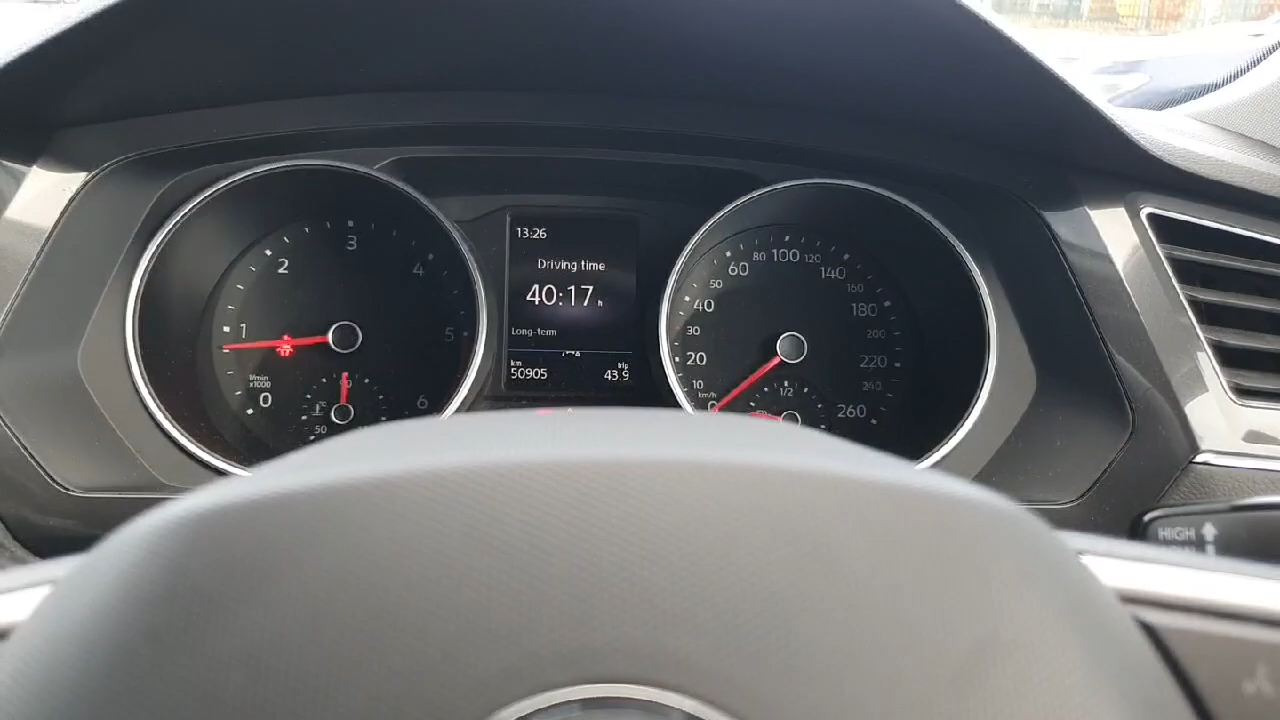 13:26
Driving time
40:17 h
Long-term
km
50905
trip
43.9
0
1
2
3
4
5
6
l/min
x1000
°C
50
0
10
20
30
40
50
60
80
100
120
140
160
180
200
220
240
260
km/h
1/2
HIGH